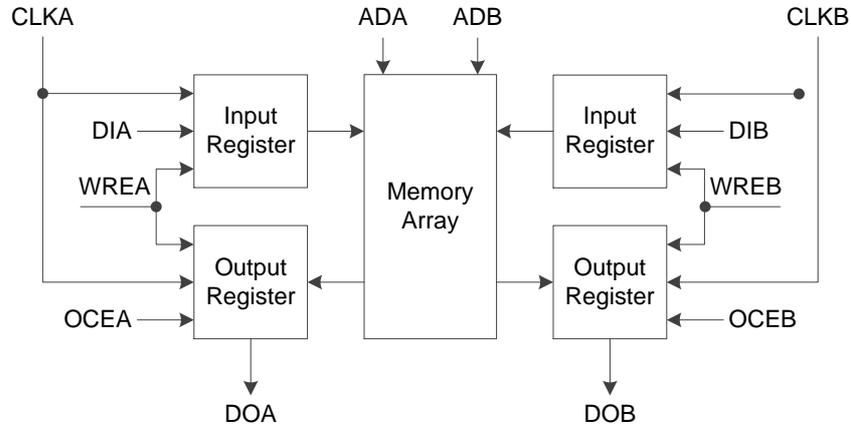 CLKA
ADA
ADB
CLKB
Input
Register
Input
Register
DIA
DIB
WREA
Memory
Array
WREB
Output
Register
Output
Register
OCEA
OCEB
DOA
DOB